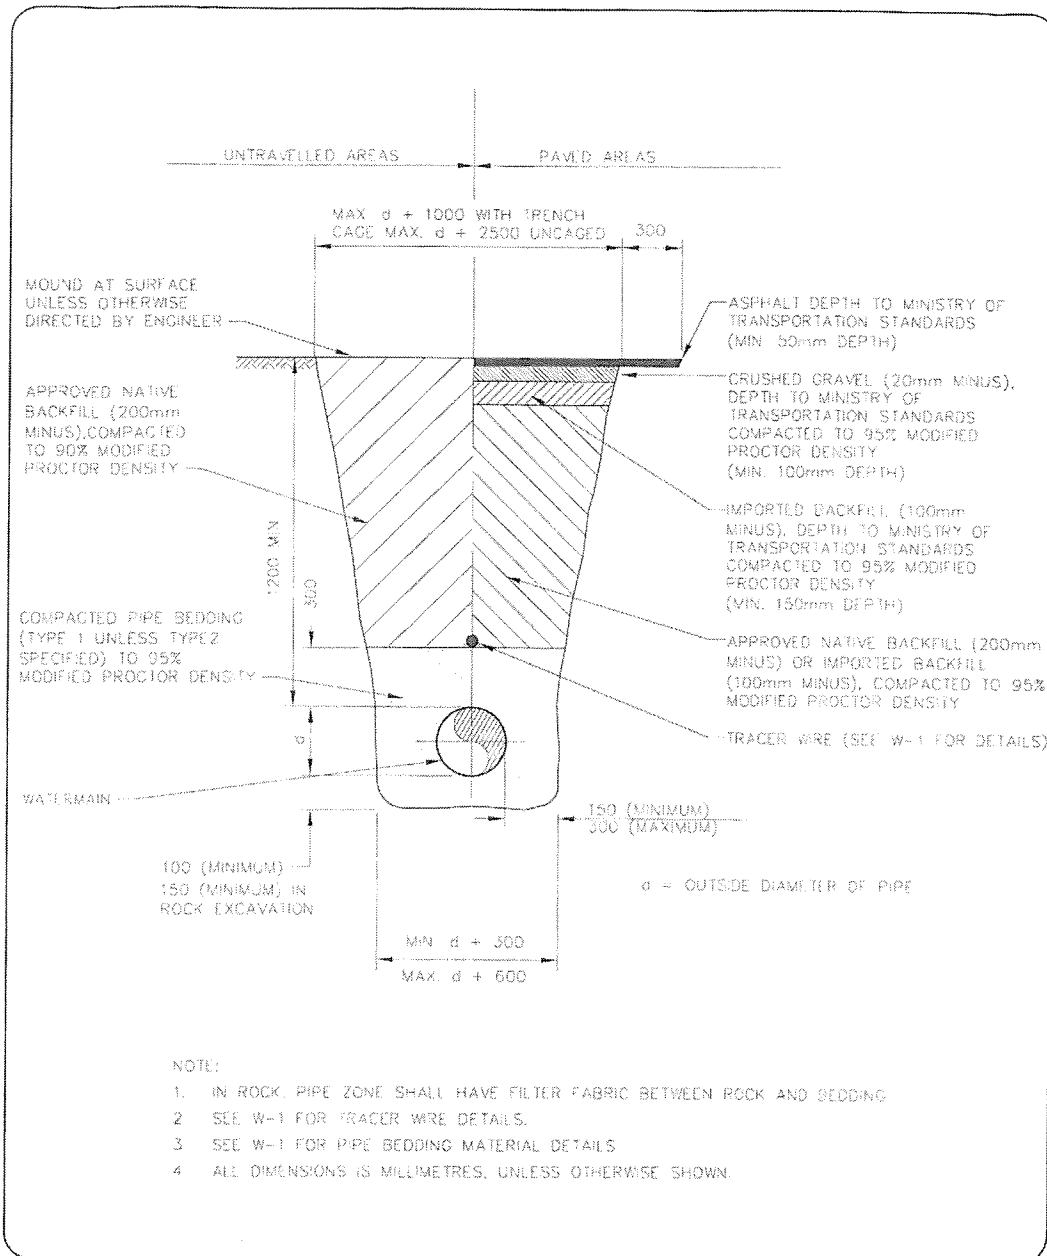 UNTRAVELLED AREAS
PAVED AREAS
MAX d + 1000 WITH TRENCH
CAGE MAX. d + 2500 UNCAGED
300
MOUND AT SURFACE
UNLESS OTHERWISE
DIRECTED BY ENGINEER
ASPHALT DEPTH TO MINISTRY OF
TRANSPORTATION STANDARDS
(MIN. 50mm DEPTH)
APPROVED NATIVE
BACKFILL (200mm
MINUS),COMPACTED
TO 90% MODIFIED
PROCTOR DENSITY
CRUSHED GRAVEL (20mm MINUS),
DEPTH TO MINISTRY OF
TRANSPORTATION STANDARDS
COMPACTED TO 95% MODIFIED
PROCTOR DENSITY
(MIN. 100mm DEPTH)
1200 MIN
300
IMPORTED BACKFILL (100mm
MINUS), DEPTH TO MINISTRY OF
TRANSPORTATION STANDARDS
COMPACTED TO 95% MODIFIED
PROCTOR DENSITY
(MIN. 150mm DEPTH)
COMPACTED PIPE BEDDING
(TYPE 1 UNLESS TYPE2
SPECIFIED) TO 95%
MODIFIED PROCTOR DENSITY
APPROVED NATIVE BACKFILL (200mm
MINUS) OR IMPORTED BACKFILL
(100mm MINUS), COMPACTED TO 95%
MODIFIED PROCTOR DENSITY
TRACER WIRE (SEE W-1 FOR DETAILS)
d
WATERMAIN
150 (MINIMUM)
300 (MAXIMUM)
100 (MINIMUM)
150 (MINIMUM) IN
ROCK EXCAVATION
d = OUTSIDE DIAMETER OF PIPE
MIN d + 300
MAX. d + 600
NOTE:
1. IN ROCK, PIPE ZONE SHALL HAVE FILTER FABRIC BETWEEN ROCK AND BEDDING
2 SEE W-1 FOR TRACER WIRE DETAILS.
3 SEE W-1 FOR PIPE BEDDING MATERIAL DETAILS
4 ALL DIMENSIONS IS MILLIMETRES, UNLESS OTHERWISE SHOWN.